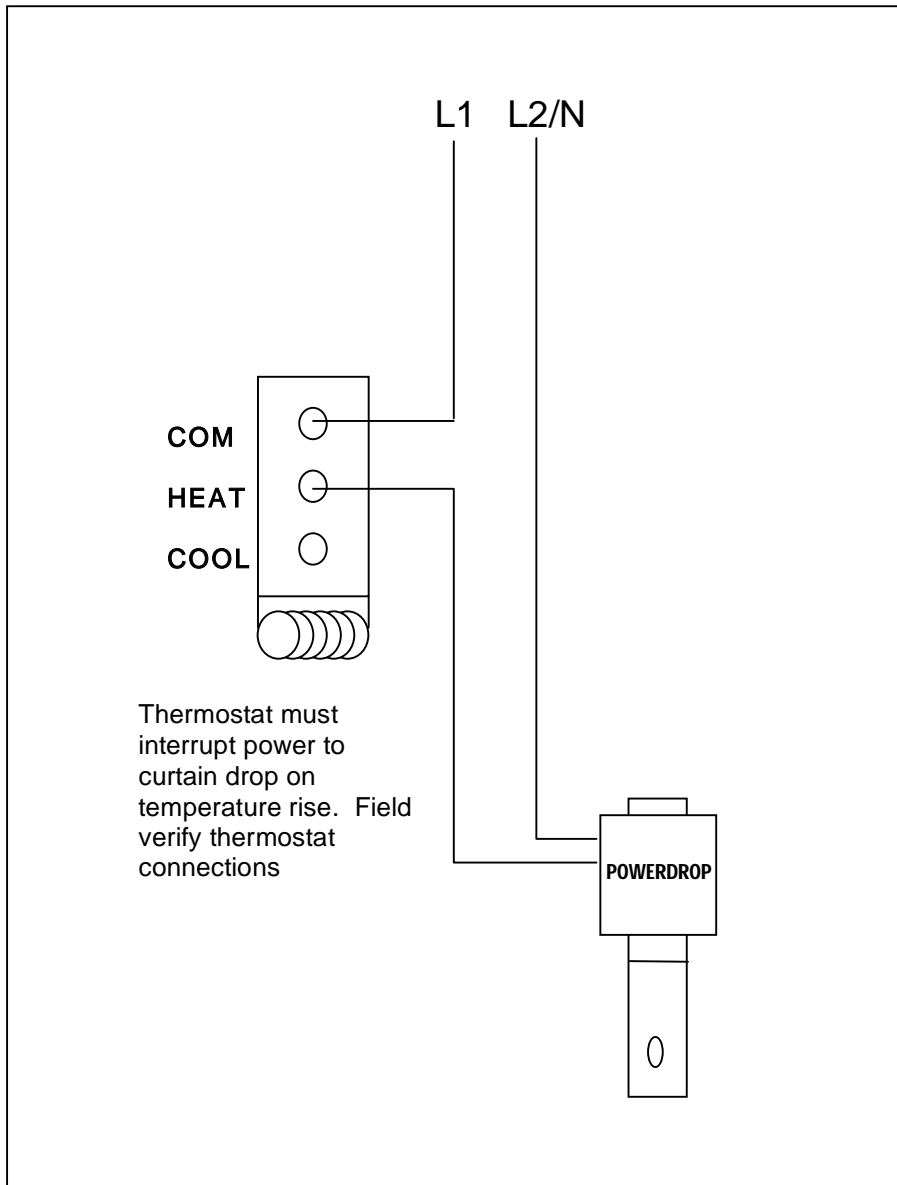 L1 L2/N
COM
HEAT
COOL
Thermostat must
interrupt power to
curtain drop on
temperature rise. Field
verify thermostat
connections
POWERDROP